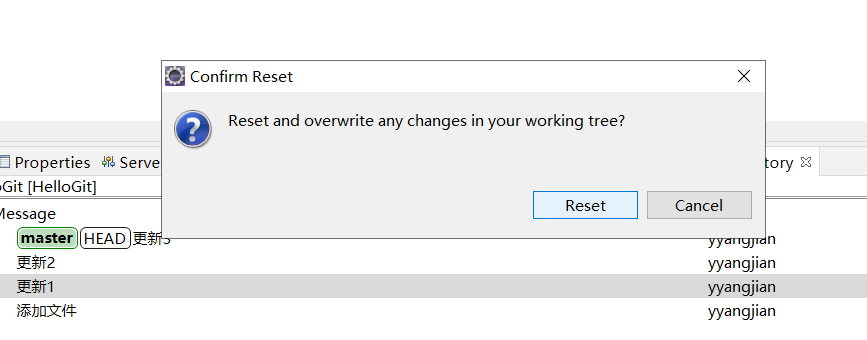 Confirm Reset
Reset and overwrite any changes in your working tree?
Reset Cancel
Properties Serve tory
oGit [HelloGit]
Message
master HEAD 更新3 yyangjian
更新2 yyangjian
更新1 yyangjian
添加文件 yyangjian